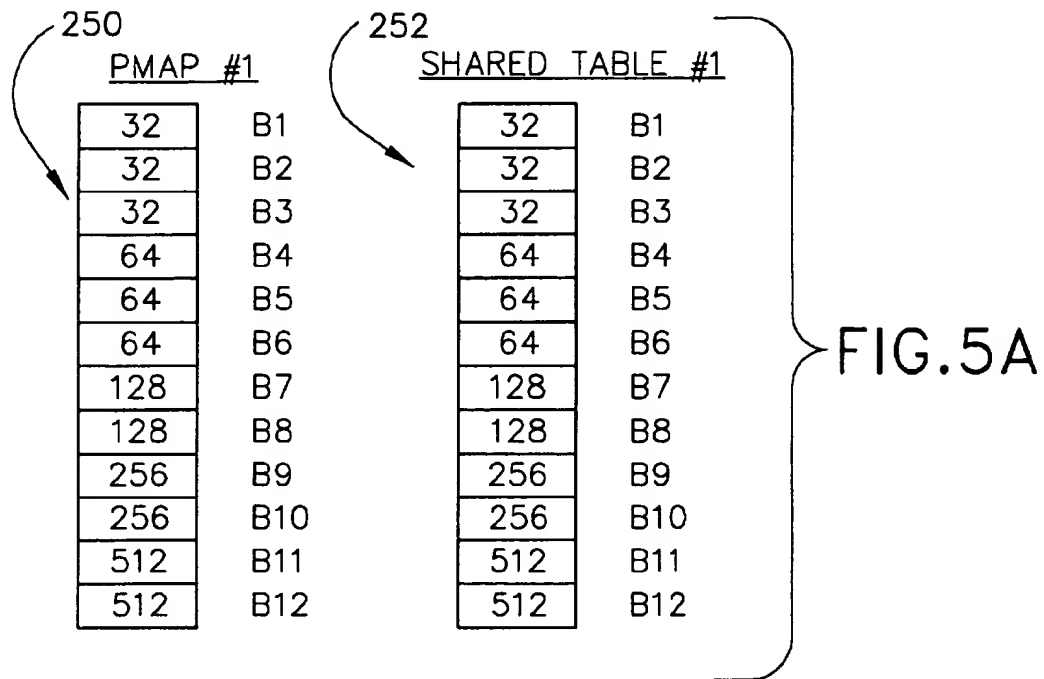 250
252
PMAP #1
SHARED TABLE #1
32 B1 32 B1
32 B2 32 B2
32 B3 32 B3
64 B4 64 B4
64 B5 64 B5
64 B6 64 B6
128 B7 128 B7
128 B8 128 B8
256 B9 256 B9
256 B10 256 B10
512 B11 512 B11
512 B12 512 B12
FIG.5A